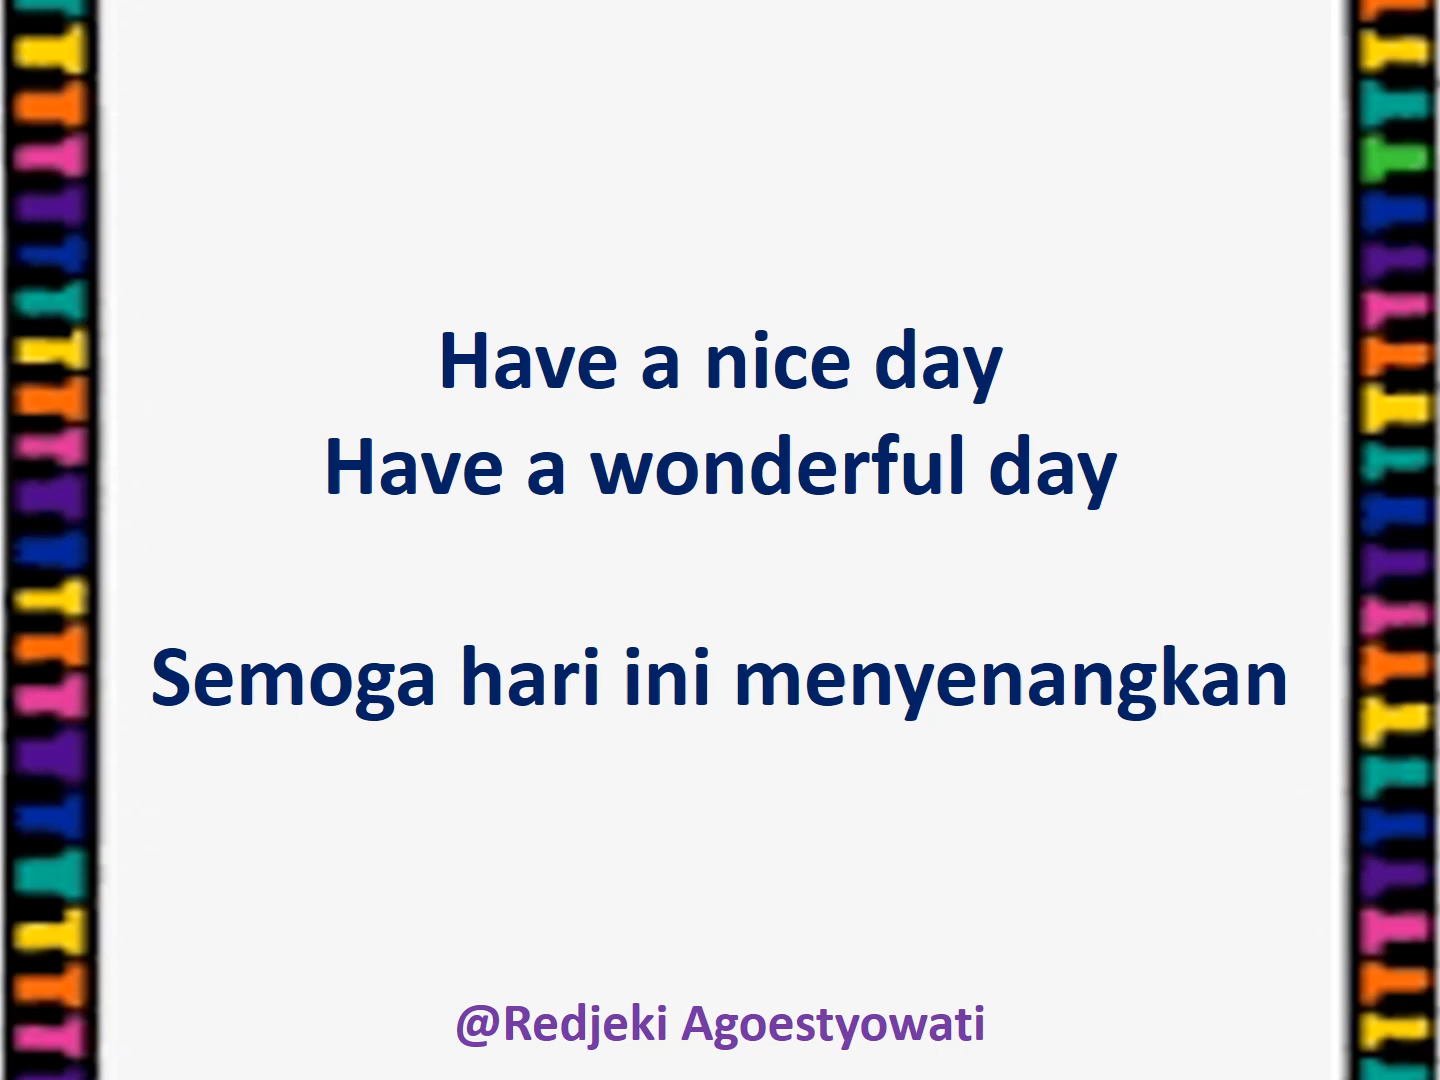 Have a nice day
Have a wonderful day
Semoga hari ini menyenangkan
@Redjeki Agoestyowati